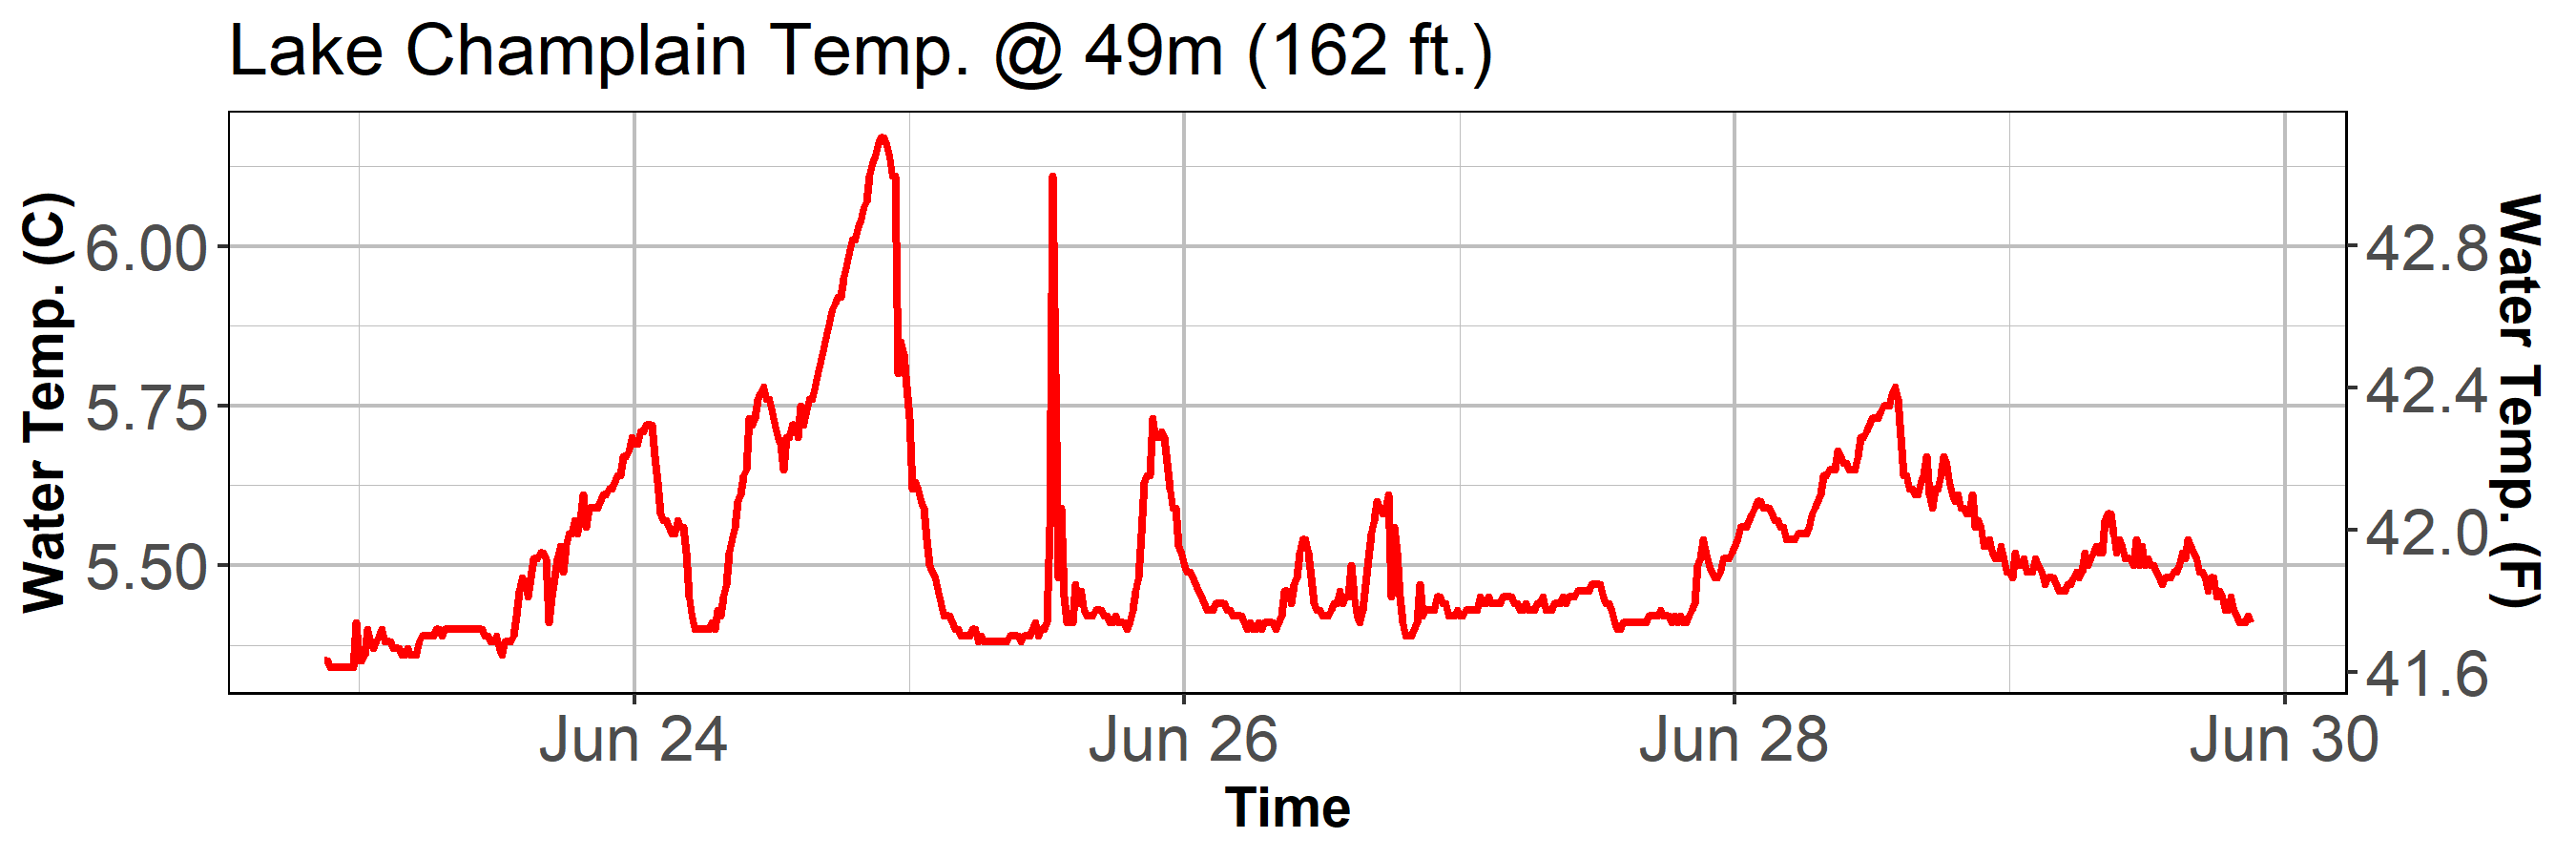 Lake Champlain Temp. @ 49m (162 ft.)
Water Temp. (C)
6.00
5.75
5.50
42.8
42.4
42.0
41.6
Water Temp. (F)
Jun 24 Jun 26 Jun 28 Jun 30
Time